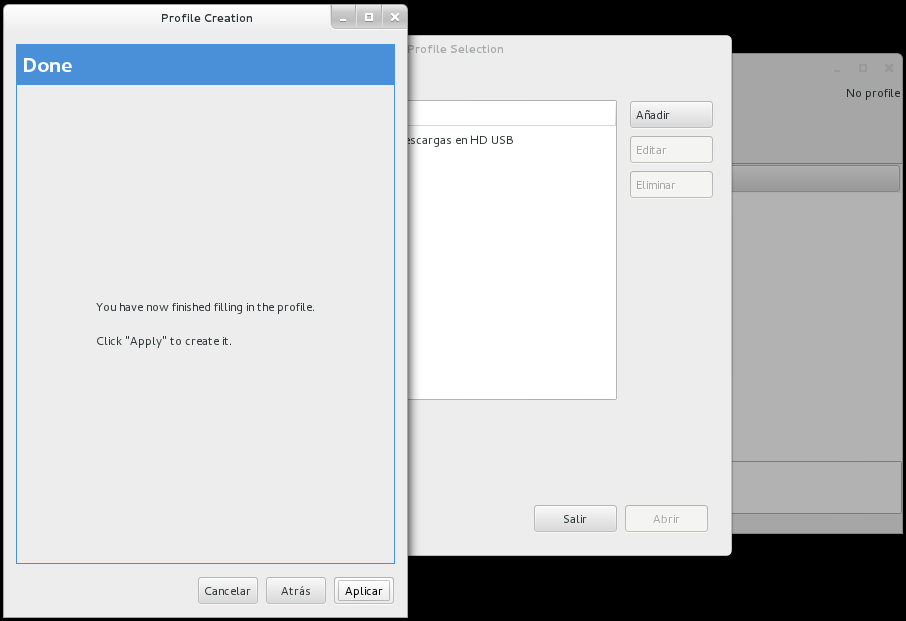 Profile Creation
Done
You have now finished filling in the profile.
Click "Apply" to create it.
Cancelar
Atrás
Aplicar
Profile Selection
escargas en HD USB
Añadir
Editar
Eliminar
Salir
Abrir
No profile